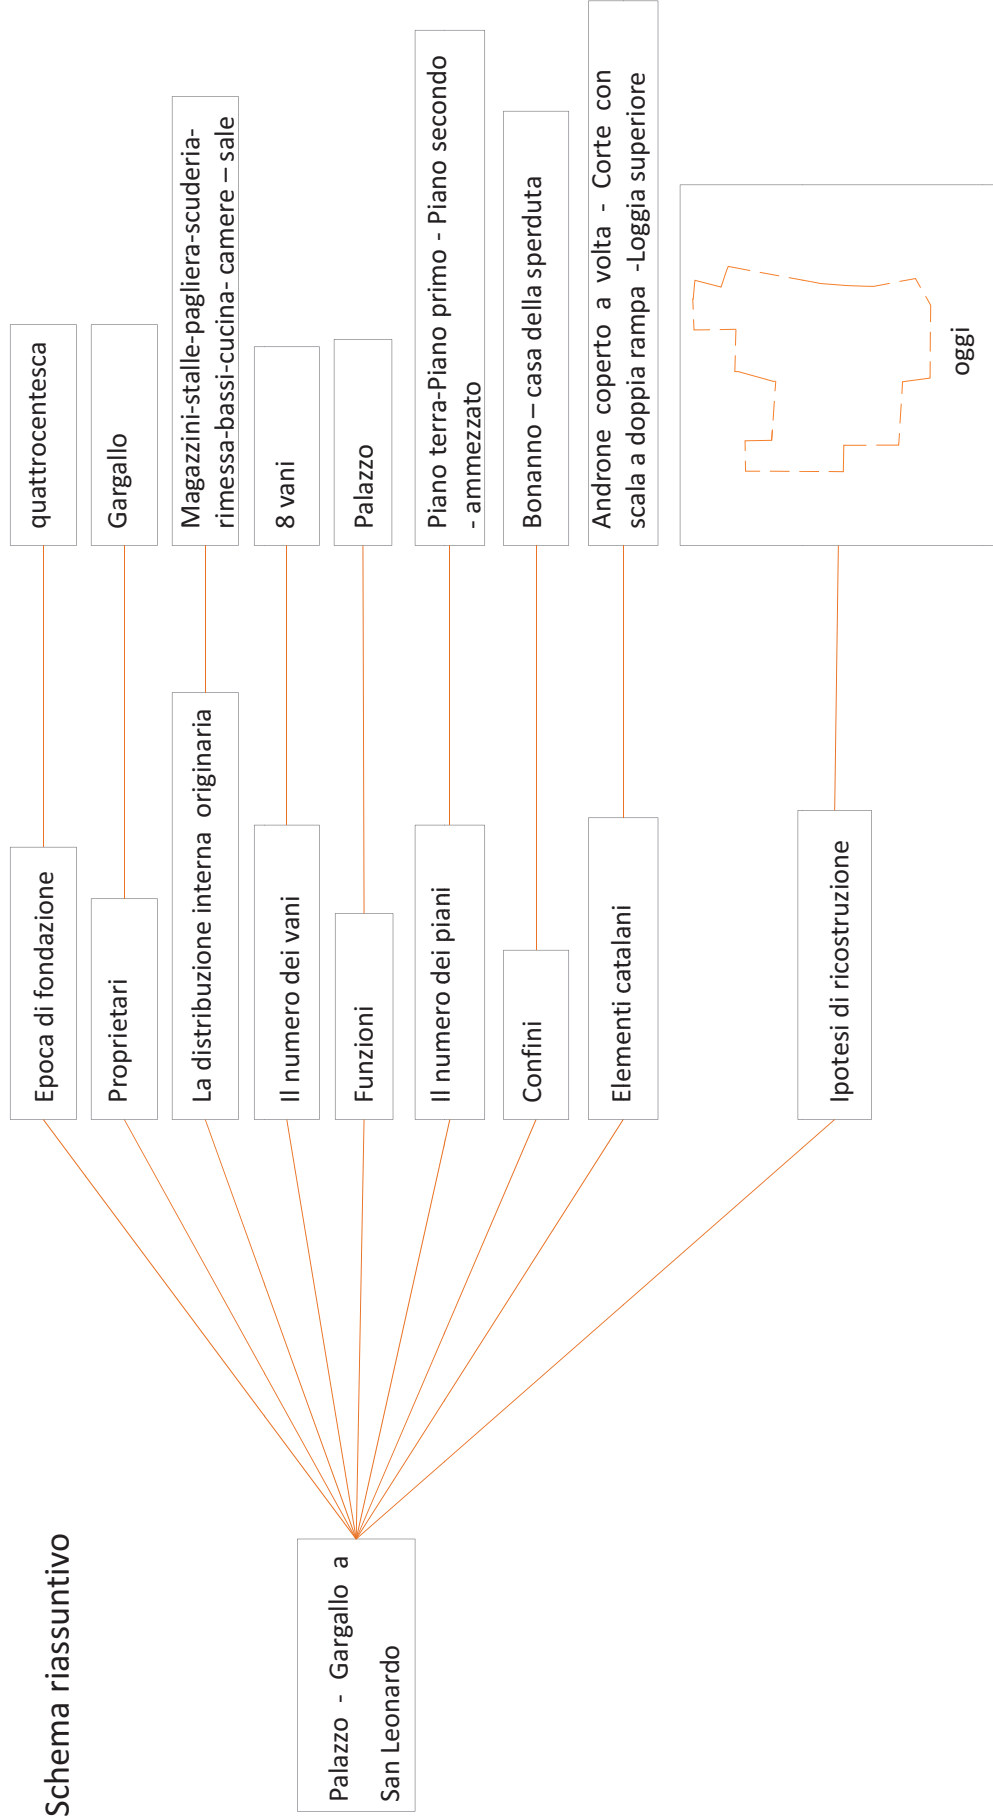 Schema riassuntivo
Palazzo - Gargallo a
San Leonardo
Epoca di fondazione
quattrocentesca
Proprietari
Gargallo
La distribuzione interna originaria
Magazzini-stalle-pagliera-scuderia-
rimessa-bassi-cucina- camere – sale
Il numero dei vani
8 vani
Funzioni
Palazzo
Il numero dei piani
Piano terra-Piano primo - Piano secondo
- ammezzato
Confini
Bonanno – casa della sperduta
Elementi catalani
Androne coperto a volta - Corte con
scala a doppia rampa -Loggia superiore
Ipotesi di ricostruzione
oggi